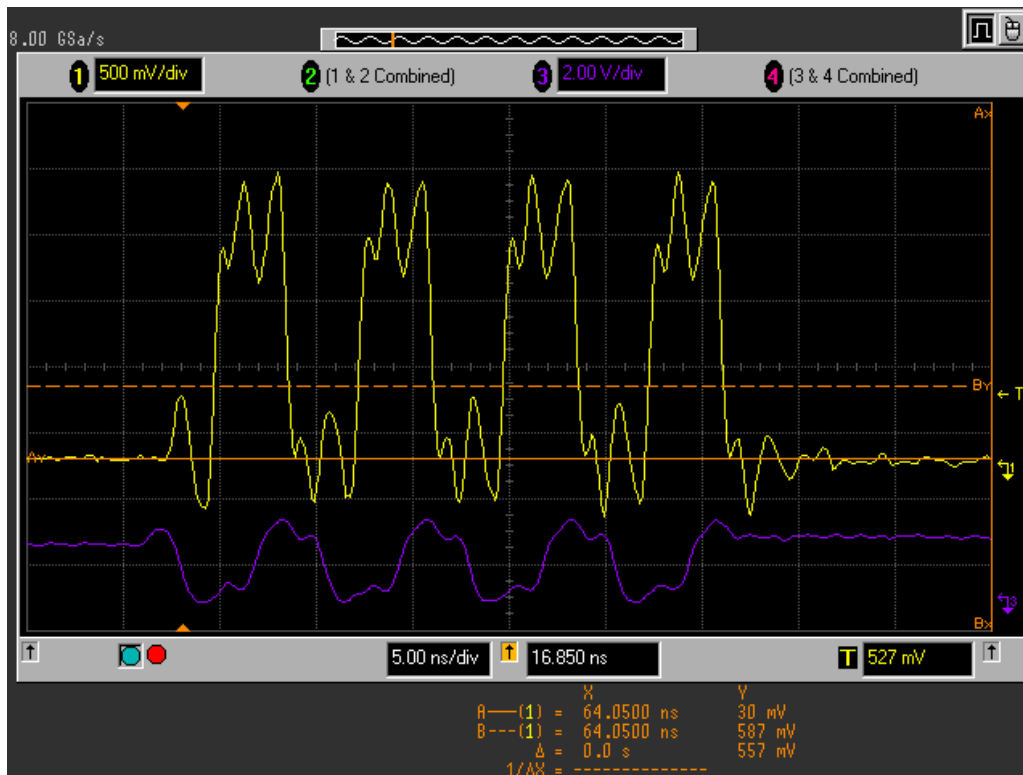 8.00 GSa/s
1 500 mV/div 2 (1 & 2 Combined) 3 2.00 V/div 4 (3 & 4 Combined)
Ax
By
T
Ay
1
3
Bx
5.00 ns/div 16.850 ns T 527 mV
X Y
A——(1) = 64.0500 ns 30 mV
B---(1) = 64.0500 ns 587 mV
Δ = 0.0 s 557 mV
1/ΔX = --------------